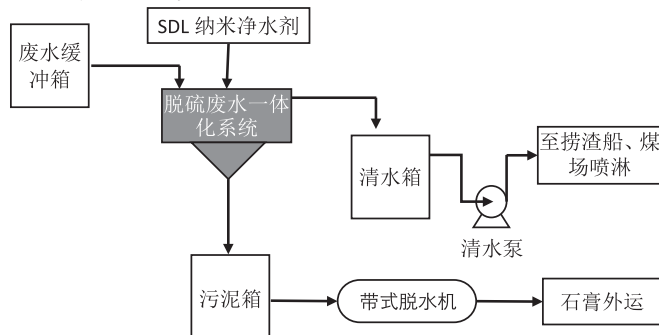 SDL 纳米净水剂
废水缓
冲箱
脱硫废水一体
化系统
清水箱
至捞渣船、煤
场喷淋
清水泵
污泥箱
带式脱水机
石膏外运